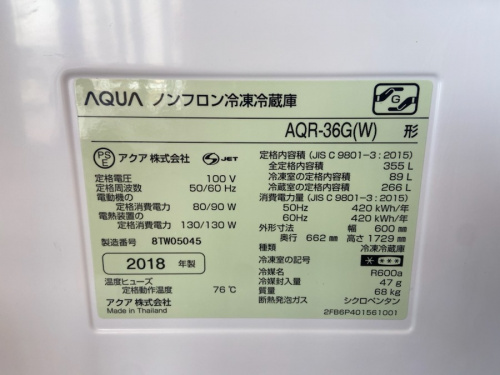 AQUA ノンフロン冷凍冷蔵庫
G
AQR-36G(W) 形
PS E アクア株式会社 S JET
定格電圧 100 V
定格周波数 50/60 Hz
電動機の
定格消費電力 80/90 W
電熱装置の
定格消費電力 130/130 W
製造番号 8TW05045
2018 年製
温度ヒューズ
定格動作温度 76℃
アクア株式会社
Made in Thailand
定格内容積 (JIS C 9801-3:2015)
全定格内容積 355 L
冷凍室の定格内容積 89 L
冷蔵室の定格内容積 266 L
消費電力量 (JIS C 9801-3:2015)
50Hz 420 kWh/年
60Hz 420 kWh/年
外形寸法 幅 600 mm
奥行 662 mm 高さ 1729 mm
種類 冷凍冷蔵庫
冷凍室の記号 * ***
冷媒名 R600a
冷媒封入量 47 g
質量 68 kg
断熱発泡ガス シクロペンタン
2FB6P401561001